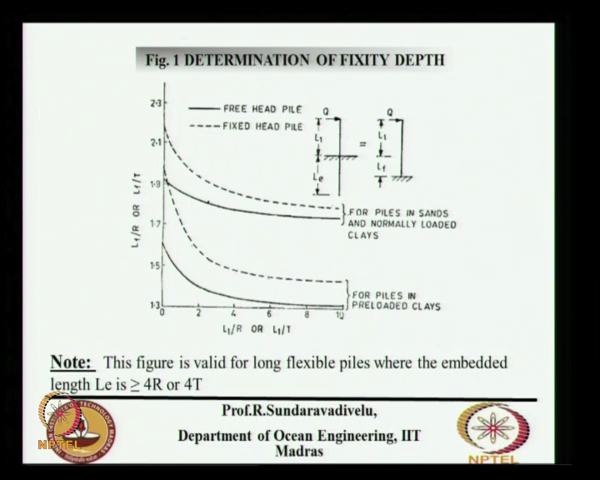 Fig. 1 DETERMINATION OF FIXITY DEPTH
2·3
2·1
1·9
1·7
1·5
1·3
Lf/R OR Lf/T
FREE HEAD PILE
FIXED HEAD PILE
Q
L1
Le
=
Q
L1
Lf
FOR PILES IN SANDS
AND NORMALLY LOADED
CLAYS
FOR PILES IN
PRELOADED CLAYS
0 2 4 6 8 10
L1/R OR L1/T
Note: This figure is valid for long flexible piles where the embedded
length Le is ≥ 4R or 4T
Prof.R.Sundaravadivelu,
Department of Ocean Engineering, IIT
Madras
NPTEL
NPTEL